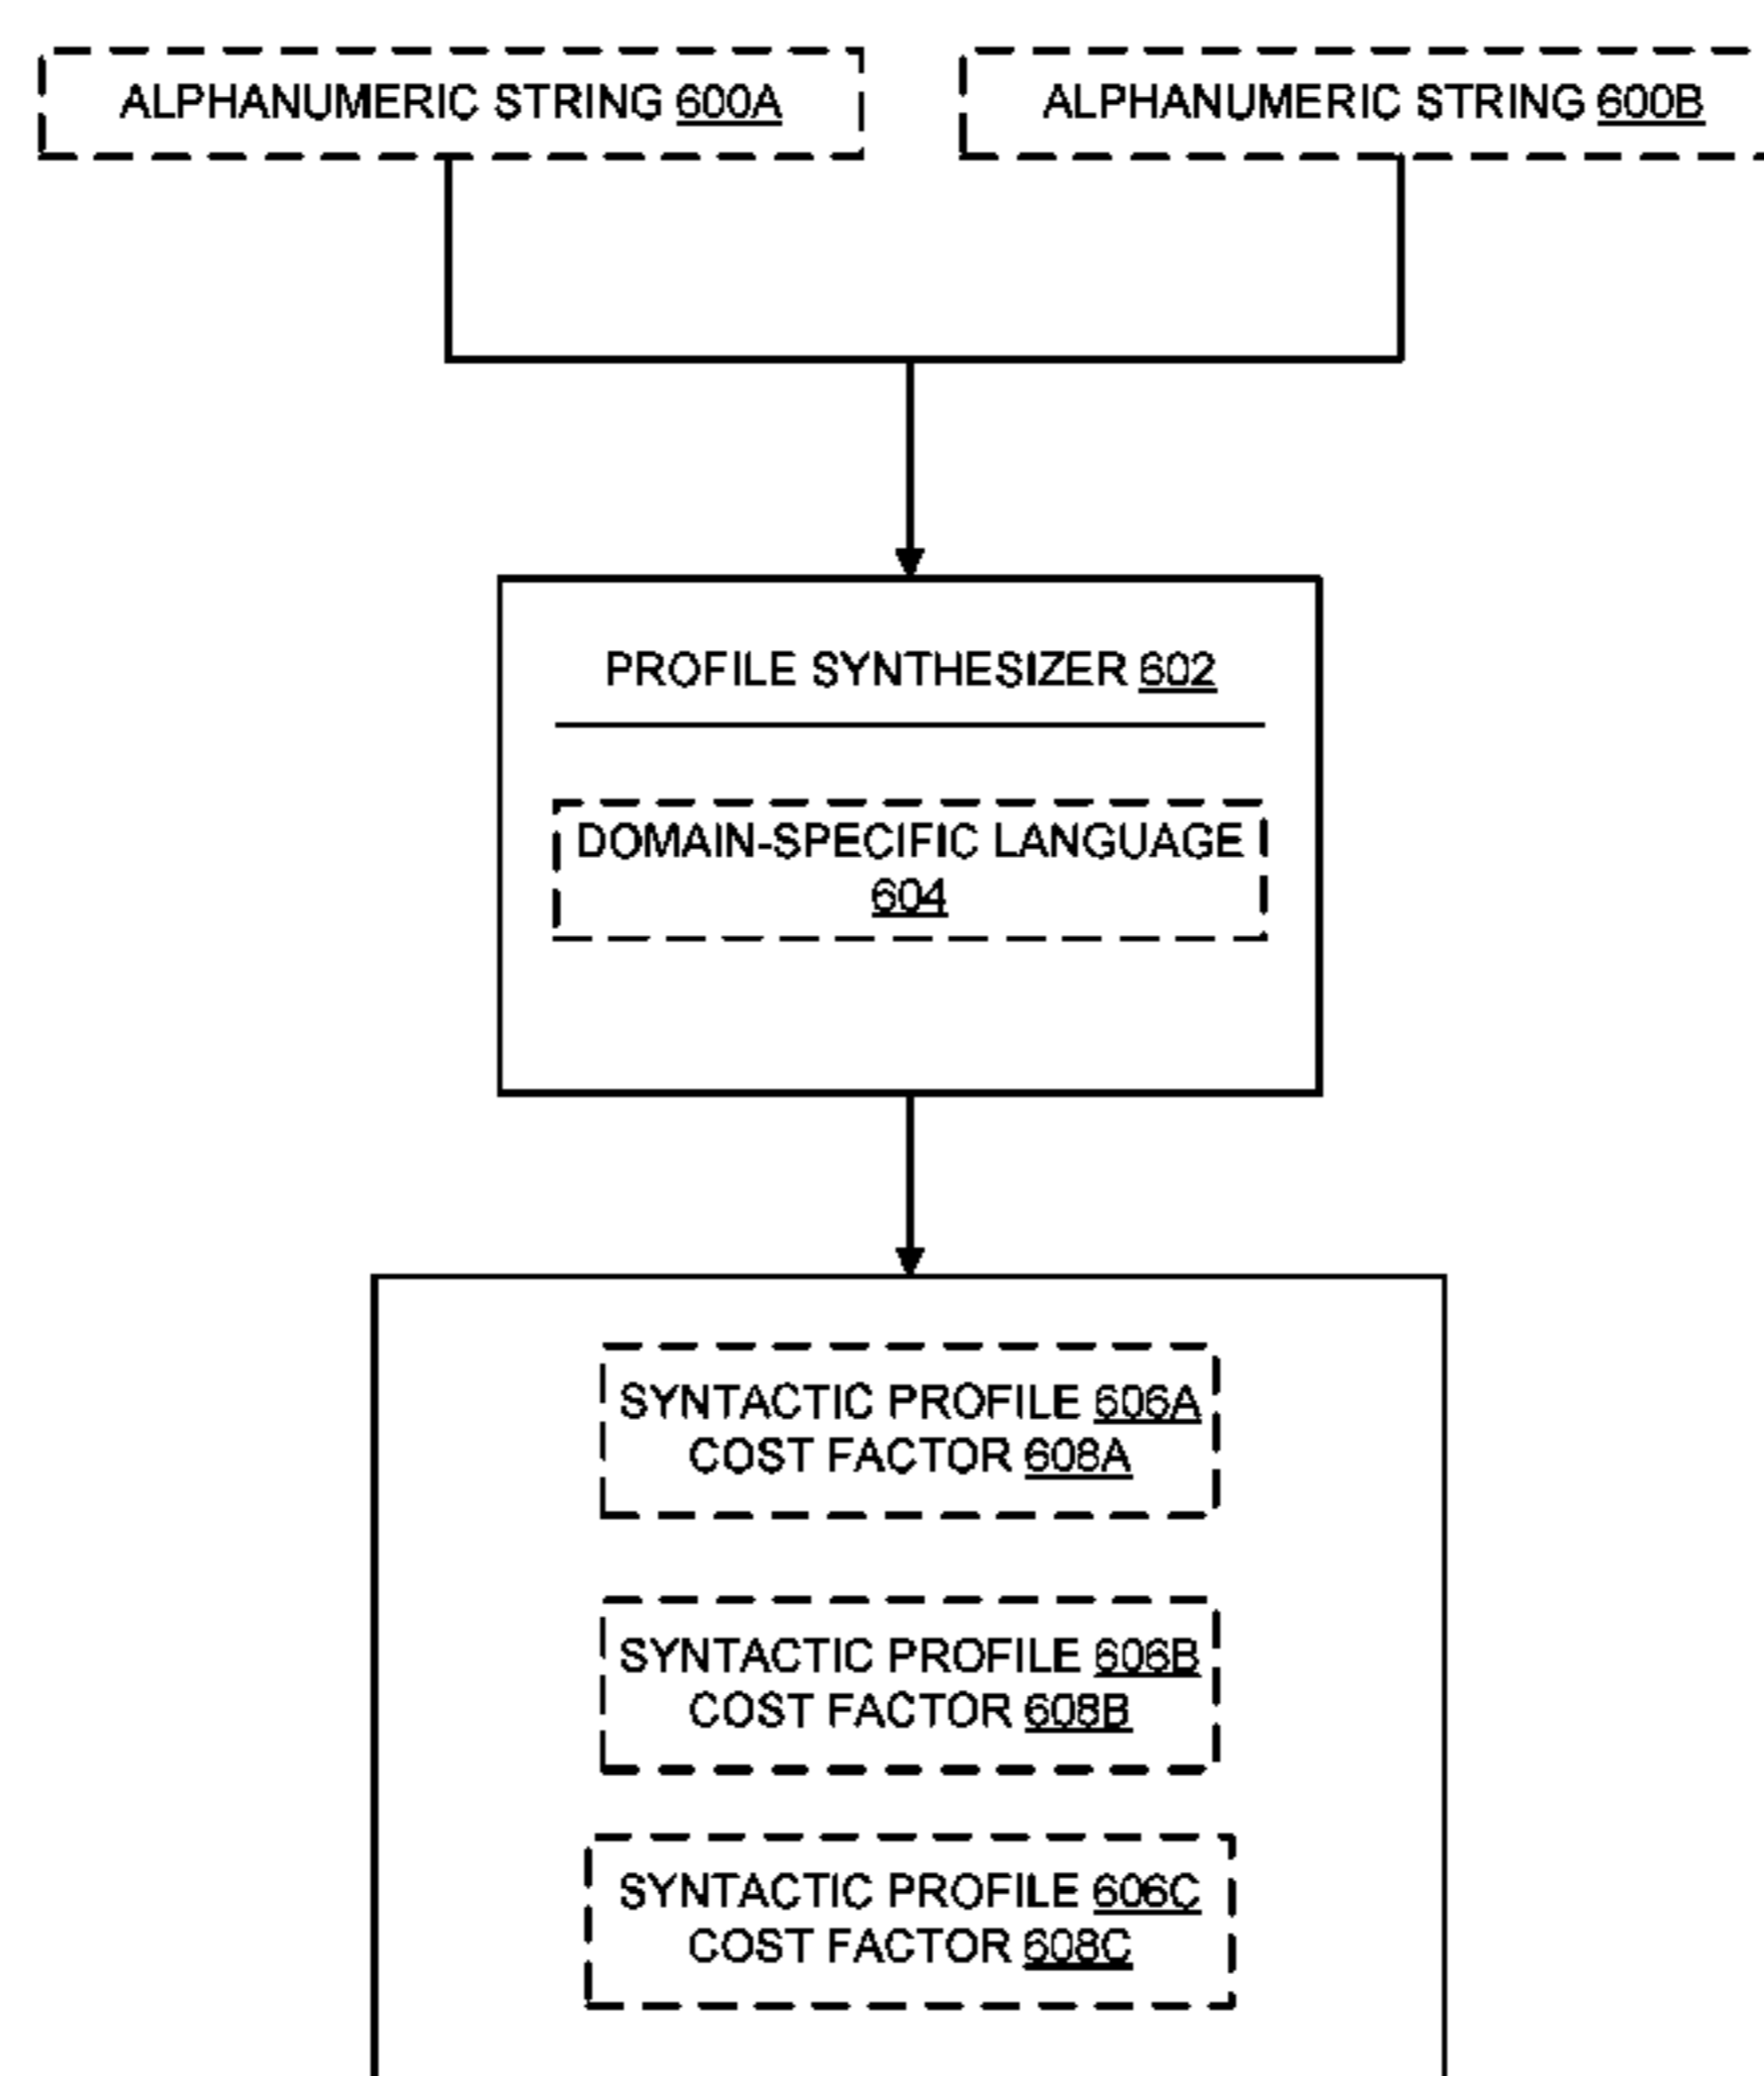 ALPHANUMERIC STRING 600A
ALPHANUMERIC STRING 600B
PROFILE SYNTHESIZER 602
DOMAIN-SPECIFIC LANGUAGE
604
SYNTACTIC PROFILE 606A
COST FACTOR 608A
SYNTACTIC PROFILE 606B
COST FACTOR 608B
SYNTACTIC PROFILE 606C
COST FACTOR 608C